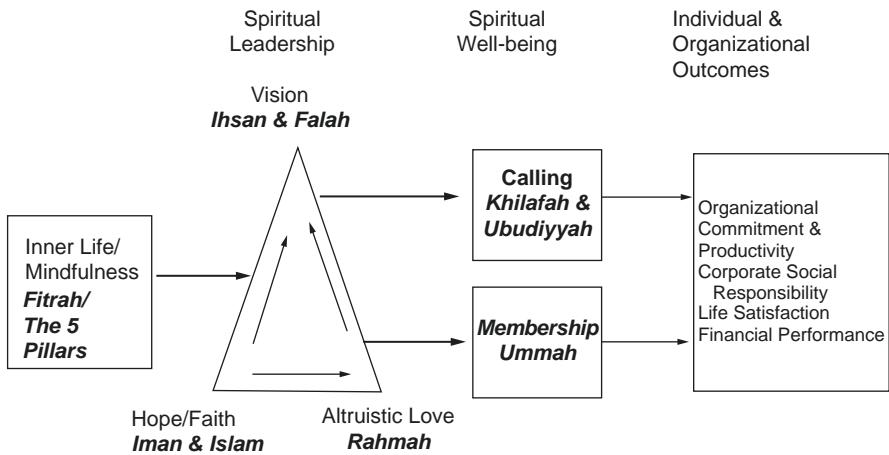 Spiritual
Leadership
Spiritual
Well-being
Individual &
Organizational
Outcomes
Vision
Ihsan & Falah
Inner Life/
Mindfulness
Fitrah/
The 5
Pillars
Hope/Faith
Iman & Islam
Altruistic Love
Rahmah
Calling
Khilafah &
Ubudiyyah
Membership
Ummah
Organizational
Commitment &
Productivity
Corporate Social
Responsibility
Life Satisfaction
Financial Performance